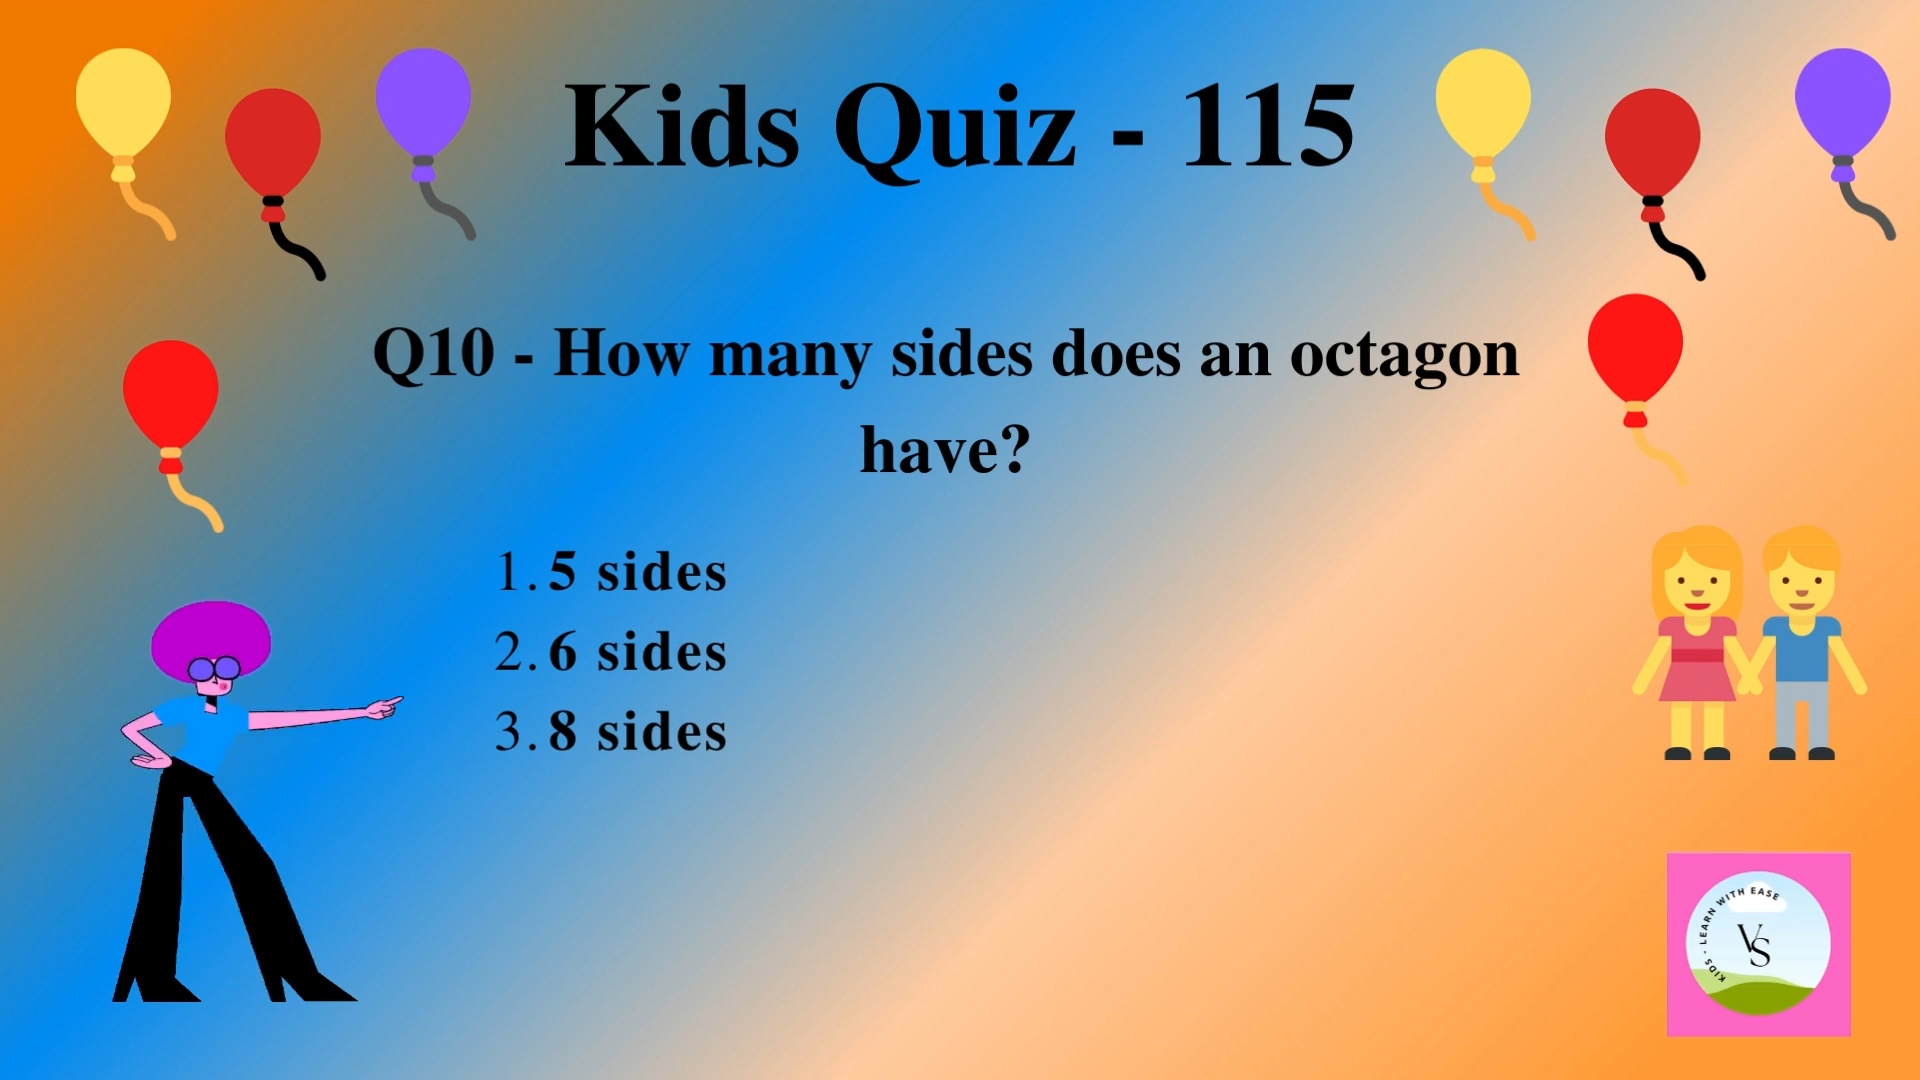 Kids Quiz - 115
Q10 - How many sides does an octagon
have?
1. 5 sides
2. 6 sides
3. 8 sides
KIDS - LEARN WITH EASE
VS